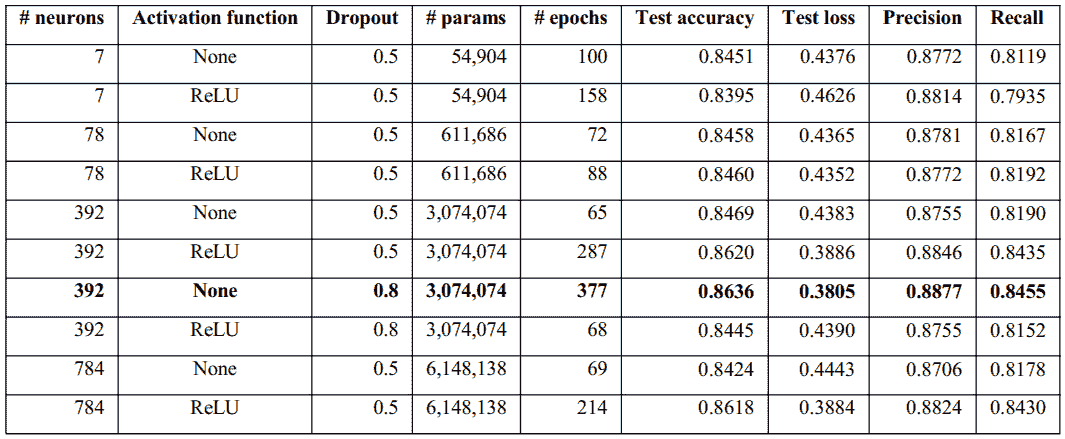 # neurons Activation function Dropout # params # epochs Test accuracy Test loss Precision Recall
7 None 0.5 54,904 100 0.8451 0.4376 0.8772 0.8119
7 ReLU 0.5 54,904 158 0.8395 0.4626 0.8814 0.7935
78 None 0.5 611,686 72 0.8458 0.4365 0.8781 0.8167
78 ReLU 0.5 611,686 88 0.8460 0.4352 0.8772 0.8192
392 None 0.5 3,074,074 65 0.8469 0.4383 0.8755 0.8190
392 ReLU 0.5 3,074,074 287 0.8620 0.3886 0.8846 0.8435
392 None 0.8 3,074,074 377 0.8636 0.3805 0.8877 0.8455
392 ReLU 0.8 3,074,074 68 0.8445 0.4390 0.8755 0.8152
784 None 0.5 6,148,138 69 0.8424 0.4443 0.8706 0.8178
784 ReLU 0.5 6,148,138 214 0.8618 0.3884 0.8824 0.8430